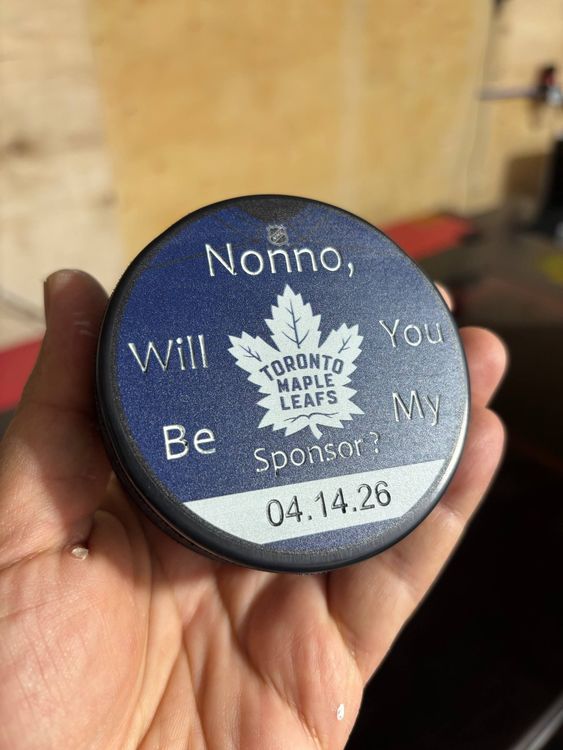 Nonno,
Will You
Be My
Sponsor?
TORONTO
MAPLE
LEAFS
04.14.26